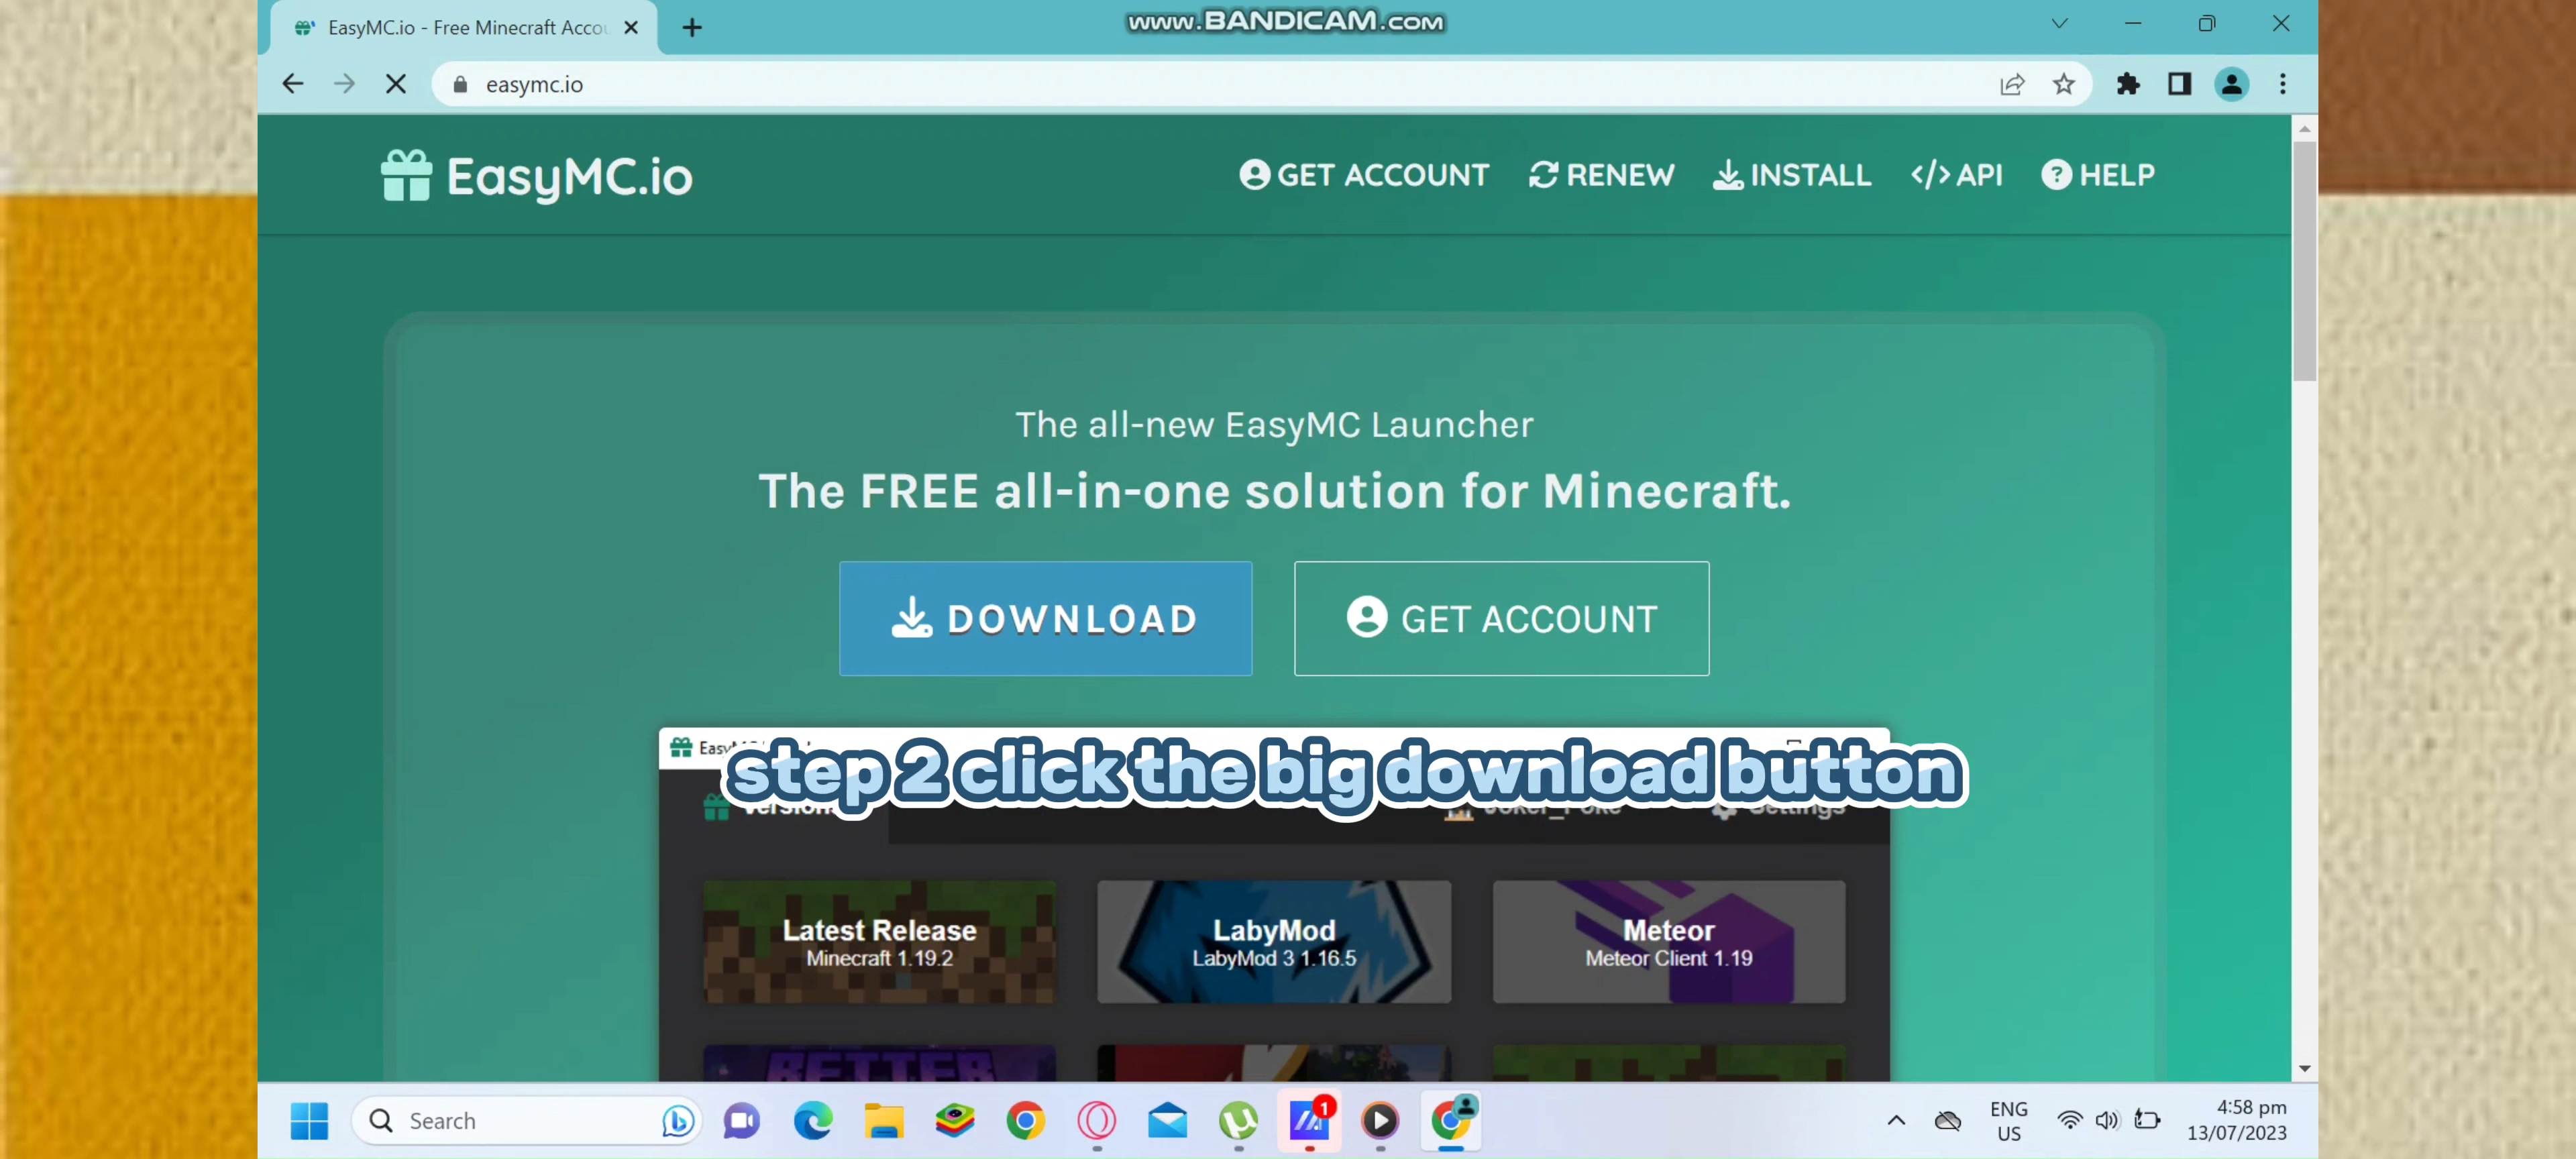 EasyMC.io - Free Minecraft Accou
www.BANDICAM.com
easymc.io
EasyMC.io
GET ACCOUNT
RENEW
INSTALL
</> API
HELP
The all-new EasyMC Launcher
The FREE all-in-one solution for Minecraft.
DOWNLOAD
GET ACCOUNT
step 2 click the big download button
Settings
Latest Release
Minecraft 1.19.2
LabyMod
LabyMod 3 1.16.5
Meteor
Meteor Client 1.19
BETTER
Search
1
ENG
US
4:58 pm
13/07/2023